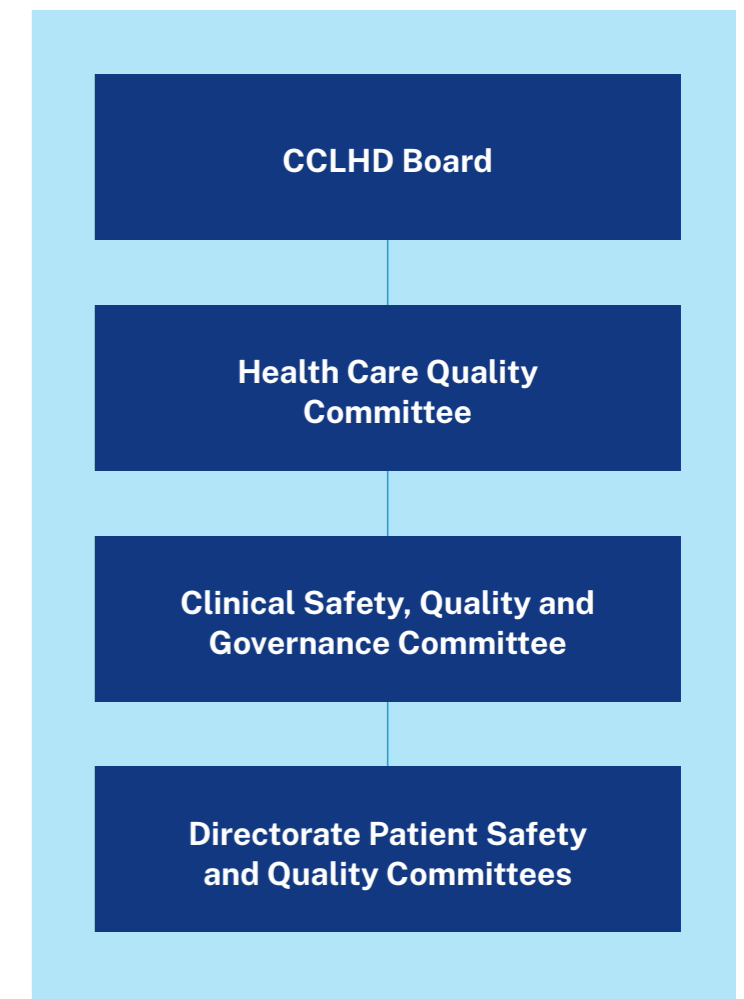 CCLHD Board
Health Care Quality
Committee
Clinical Safety, Quality and
Governance Committee
Directorate Patient Safety
and Quality Committees